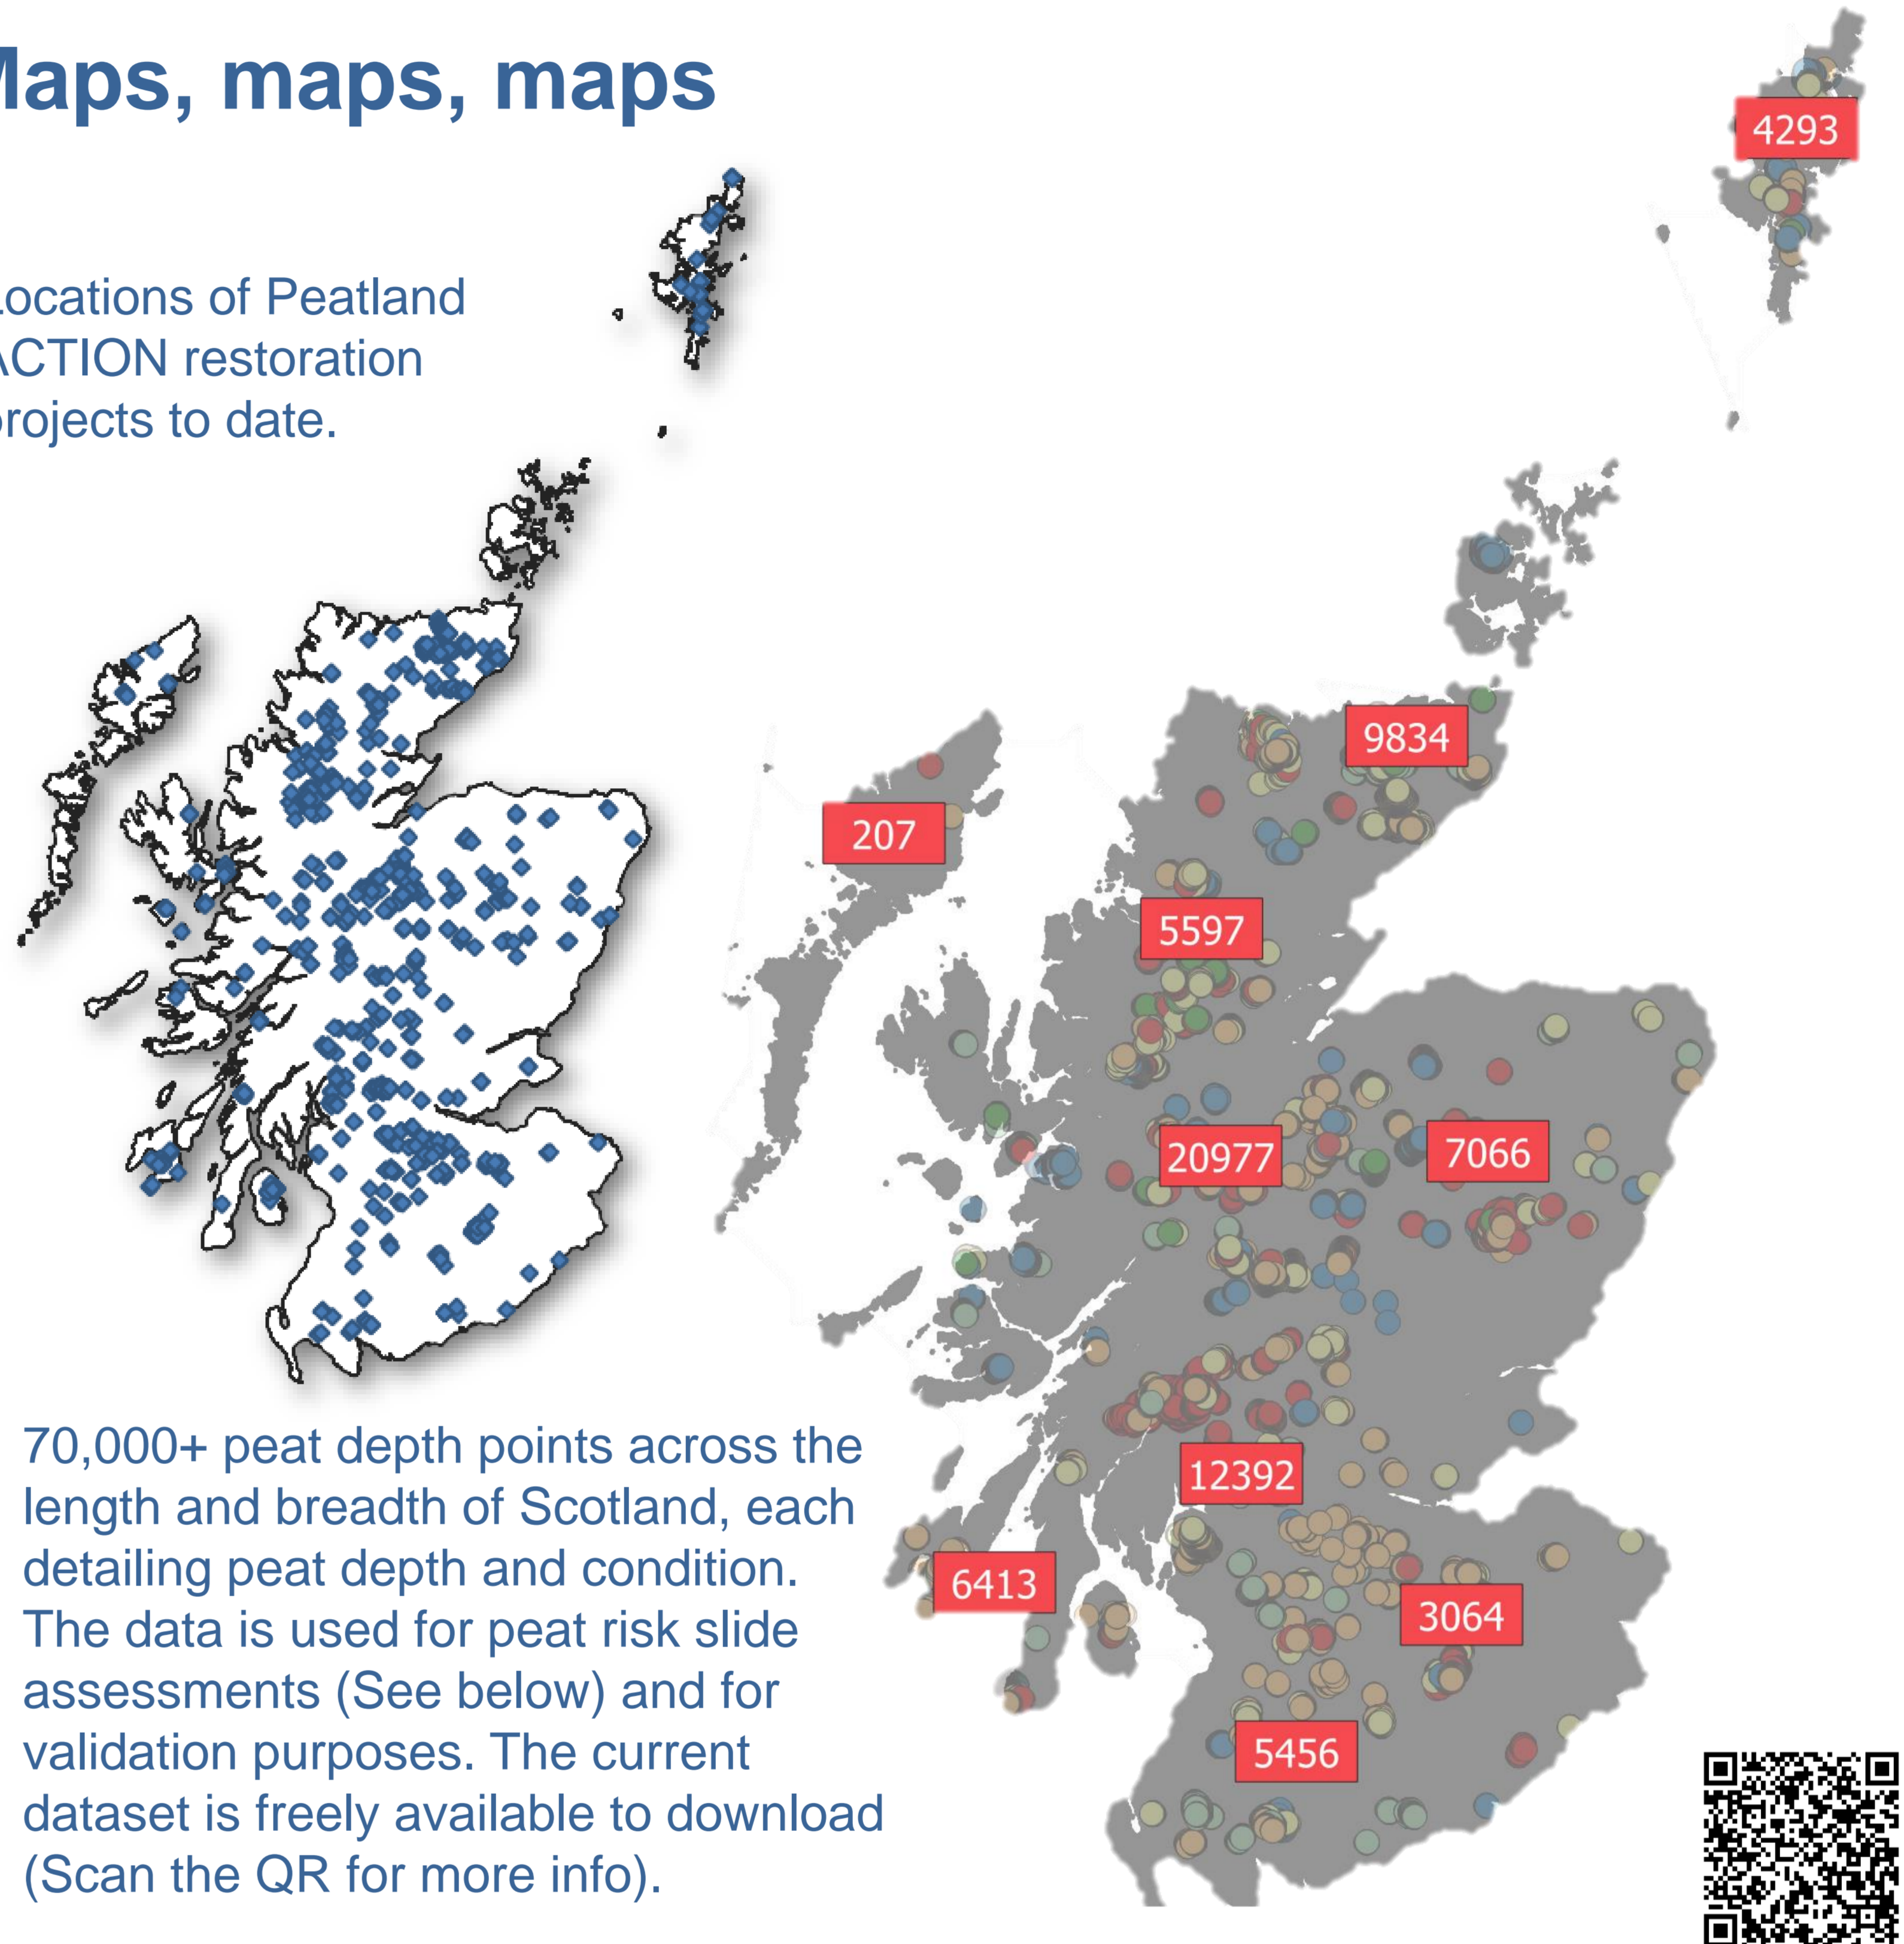 laps, maps, maps
ocations of Peatland
ACTION restoration
rojects to date.
4293
9834
207
5597
20977
7066
12392
6413
3064
5456
70,000+ peat depth points across the
length and breadth of Scotland, each
detailing peat depth and condition.
The data is used for peat risk slide
assessments (See below) and for
validation purposes. The current
dataset is freely available to download
(Scan the QR for more info).